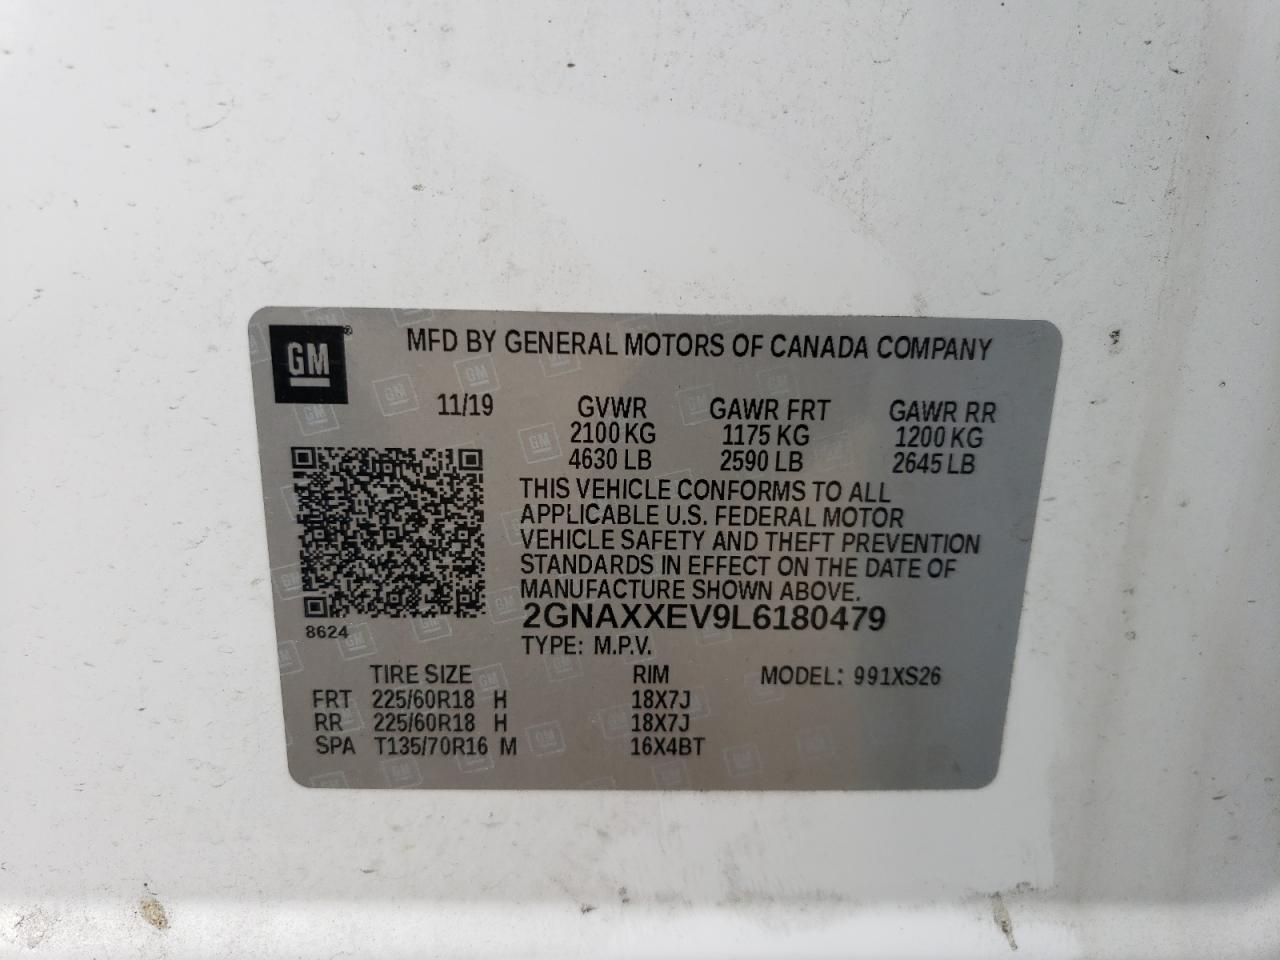 GM®
MFD BY GENERAL MOTORS OF CANADA COMPANY
11/19 GVWR GAWR FRT GAWR RR
2100 KG 1175 KG 1200 KG
4630 LB 2590 LB 2645 LB
THIS VEHICLE CONFORMS TO ALL
APPLICABLE U.S. FEDERAL MOTOR
VEHICLE SAFETY AND THEFT PREVENTION
STANDARDS IN EFFECT ON THE DATE OF
MANUFACTURE SHOWN ABOVE.
2GNAXXEV9L6180479
8624
TYPE: M.P.V.
TIRE SIZE RIM MODEL: 991XS26
FRT 225/60R18 H 18X7J
RR 225/60R18 H 18X7J
SPA T135/70R16 M 16X4BT